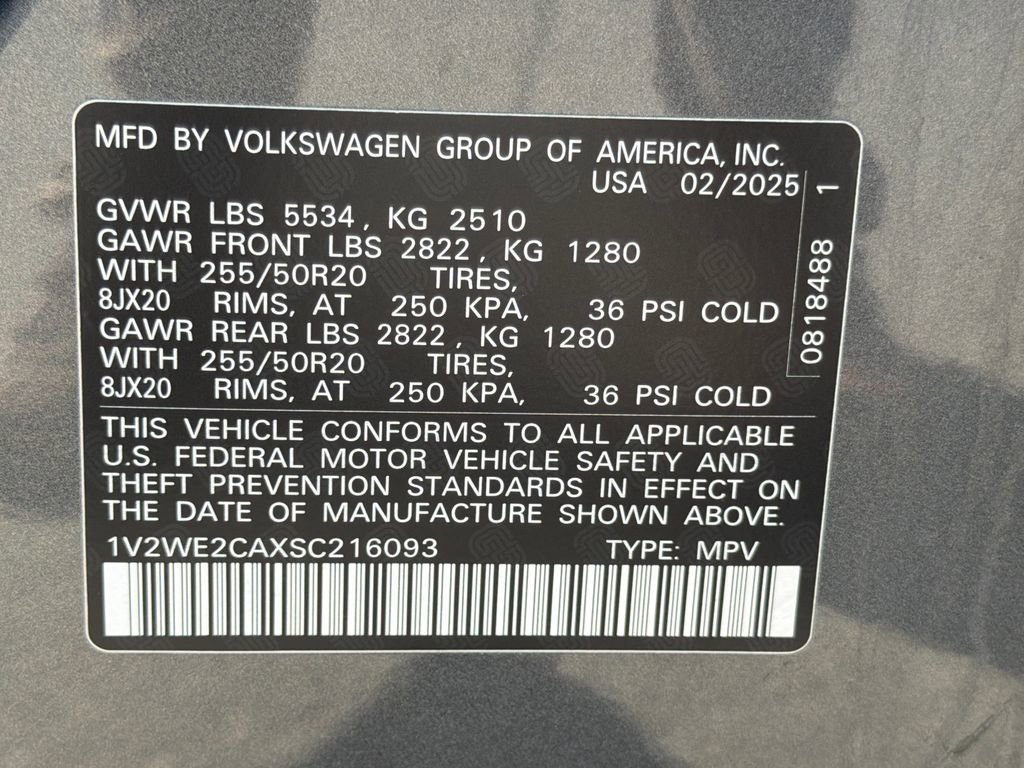 MFD BY VOLKSWAGEN GROUP OF AMERICA, INC.
USA 02/2025
GVWR LBS 5534, KG 2510
GAWR FRONT LBS 2822, KG 1280
WITH 255/50R20 TIRES,
8JX20 RIMS, AT 250 KPA, 36 PSI COLD
GAWR REAR LBS 2822, KG 1280
WITH 255/50R20 TIRES,
8JX20 RIMS, AT 250 KPA, 36 PSI COLD
THIS VEHICLE CONFORMS TO ALL APPLICABLE
U.S. FEDERAL MOTOR VEHICLE SAFETY AND
THEFT PREVENTION STANDARDS IN EFFECT ON
THE DATE OF MANUFACTURE SHOWN ABOVE.
1V2WE2CAXSC216093 TYPE: MPV
0818488 1